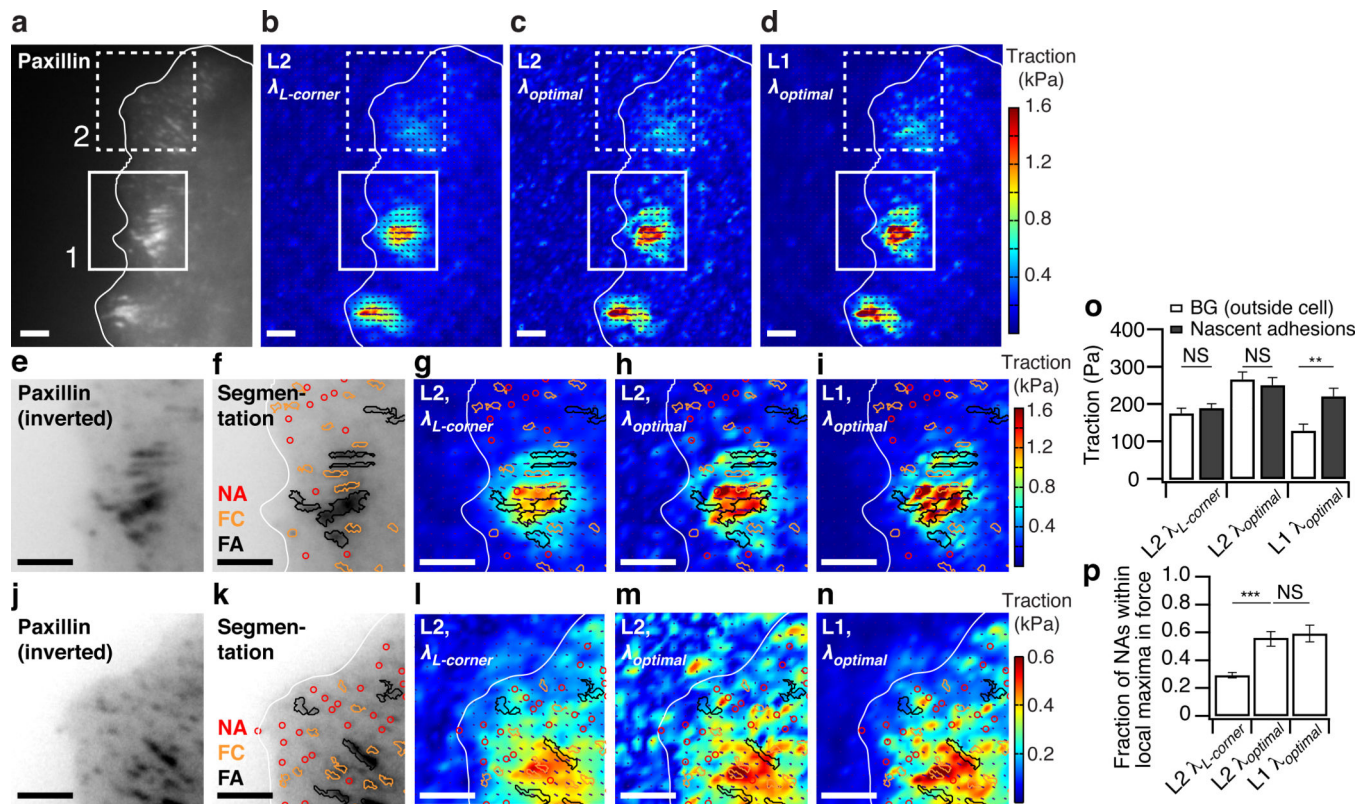 a
b
c
d
Paxillin
2
1
L2
λL-corner
L2
λoptimal
L1
λoptimal
Traction
(kPa)
1.6
1.2
0.8
0.4
e
f
g
h
i
Paxillin
(inverted)
Segmen-
tation
NA
FC
FA
L2,
λL-corner
L2,
λoptimal
L1,
λoptimal
Traction
(kPa)
1.6
1.2
0.8
0.4
j
k
l
m
n
Paxillin
(inverted)
Segmen-
tation
NA
FC
FA
L2,
λL-corner
L2,
λoptimal
L1,
λoptimal
Traction
(kPa)
0.6
0.4
0.2
o
BG (outside cell)
Nascent adhesions
Traction (Pa)
400
300
200
100
0
NS
NS
**
L2 λL-corner
L2 λoptimal
L1 λoptimal
p
Fraction of NAs within
local maxima in force
1.0
0.8
0.6
0.4
0.2
0
***
NS
L2 λL-corner
L2 λoptimal
L1 λoptimal